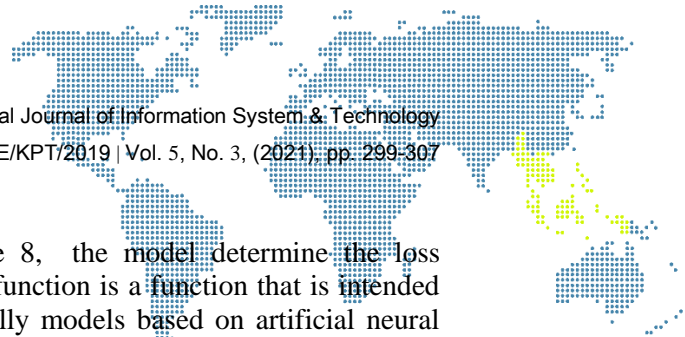 al Journal of Information System & Technology
E/KPT/2019 | Vol. 5, No. 3, (2021), pp. 299-307
e 8, the model determine the loss
function is a function that is intended
lly models based on artificial neural